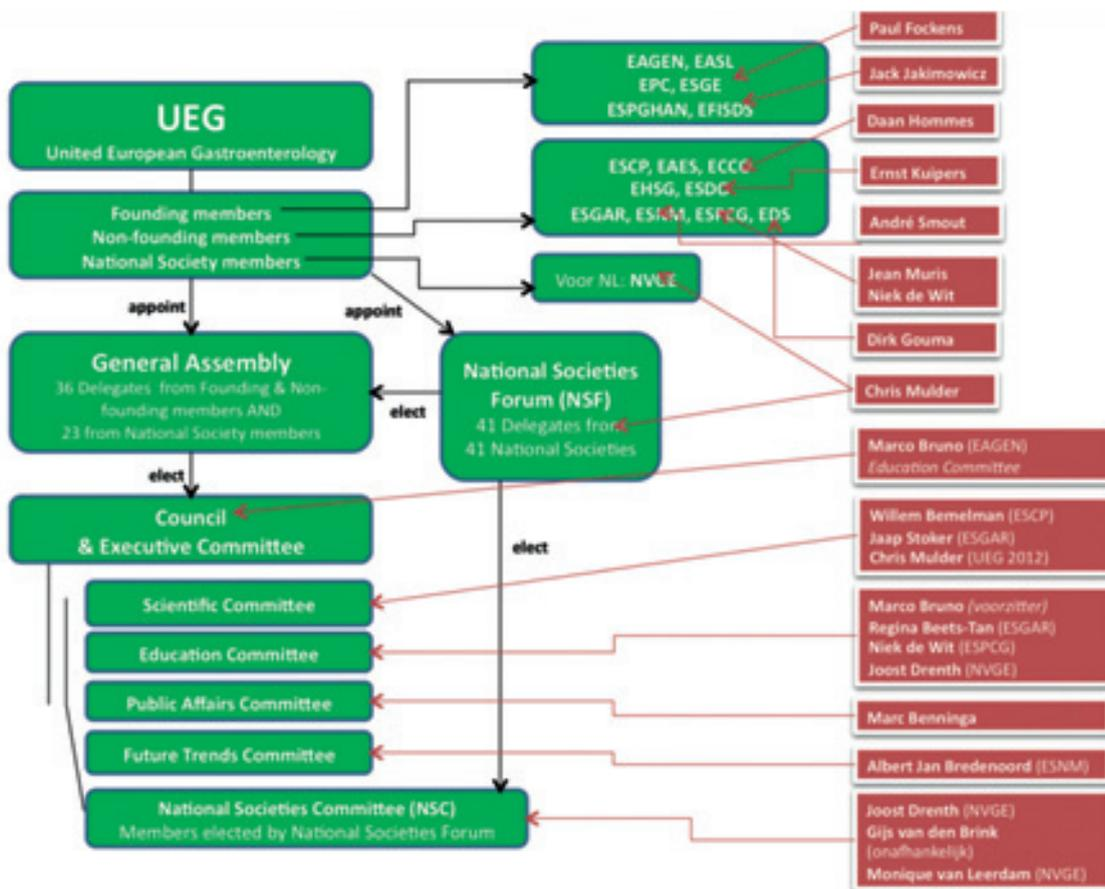 UEG
United European Gastroenterology
Founding members
Non-founding members
National Society members
appoint
appoint
General Assembly
36 Delegates from Founding & Non-
founding members AND
23 from National Society members
elect
elect
Council
& Executive Committee
Scientific Committee
Education Committee
Public Affairs Committee
Future Trends Committee
National Societies Committee (NSC)
Members elected by National Societies Forum
EAGEN, EASL
EPC, ESGE
ESPGHAN, EFISDS
ESCP, EAES, ECCO
EHSG, ESDO
ESGAR, ESNM, ESPCG, EDS
Voor NL: NVGE
National Societies
Forum (NSF)
41 Delegates from
41 National Societies
elect
Paul Fockens
Jack Jakimowicz
Daan Hommes
Ernst Kuipers
André Smout
Jean Muris
Niek de Wit
Dirk Gouma
Chris Mulder
Marco Bruno (EAGEN)
Education Committee
Willem Bemelman (ESCP)
Jaap Stoker (ESGAR)
Chris Mulder (UEG 2012)
Marco Bruno (voorzitter)
Regina Beets-Tan (ESGAR)
Niek de Wit (ESPCG)
Joost Drenth (NVGE)
Marc Benninga
Albert Jan Bredenoord (ESNM)
Joost Drenth (NVGE)
Gijs van den Brink
(onafhankelijk)
Monique van Leerdam (NVGE)